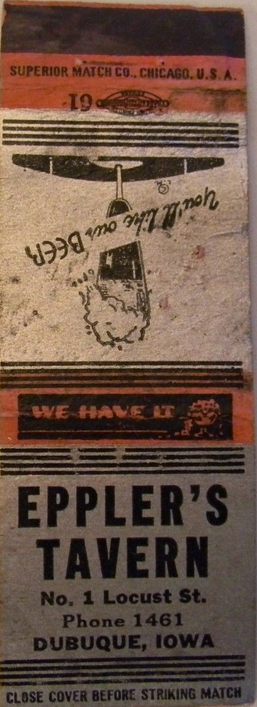 SUPERIOR MATCH CO., CHICAGO, U.S.A.
61
You'll like our BEER
WE HAVE IT
EPPLER'S
TAVERN
No. 1 Locust St.
Phone 1461
DUBUQUE, IOWA
CLOSE COVER BEFORE STRIKING MATCH